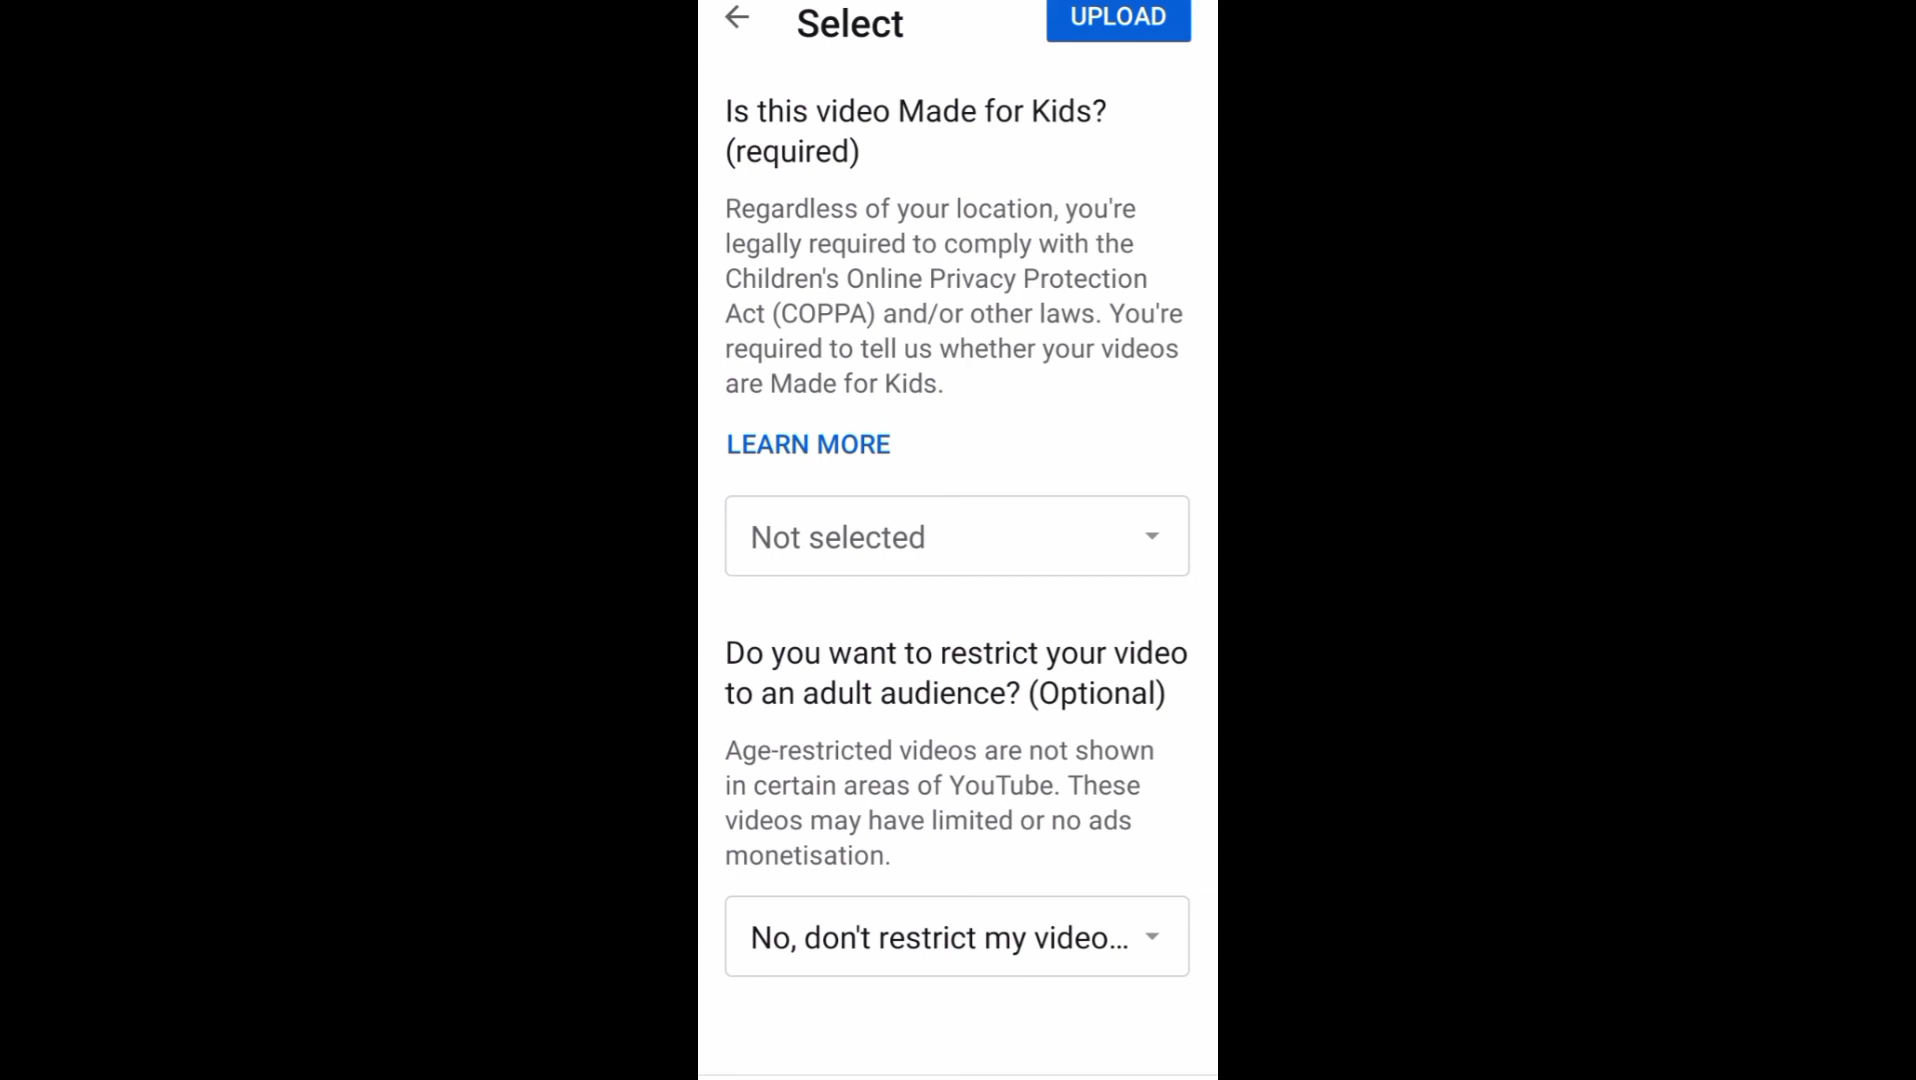 Select
UPLOAD
Is this video Made for Kids?
(required)
Regardless of your location, you're
legally required to comply with the
Children's Online Privacy Protection
Act (COPPA) and/or other laws. You're
required to tell us whether your videos
are Made for Kids.
LEARN MORE
Not selected
Do you want to restrict your video
to an adult audience? (Optional)
Age-restricted videos are not shown
in certain areas of YouTube. These
videos may have limited or no ads
monetisation.
No, don't restrict my video...